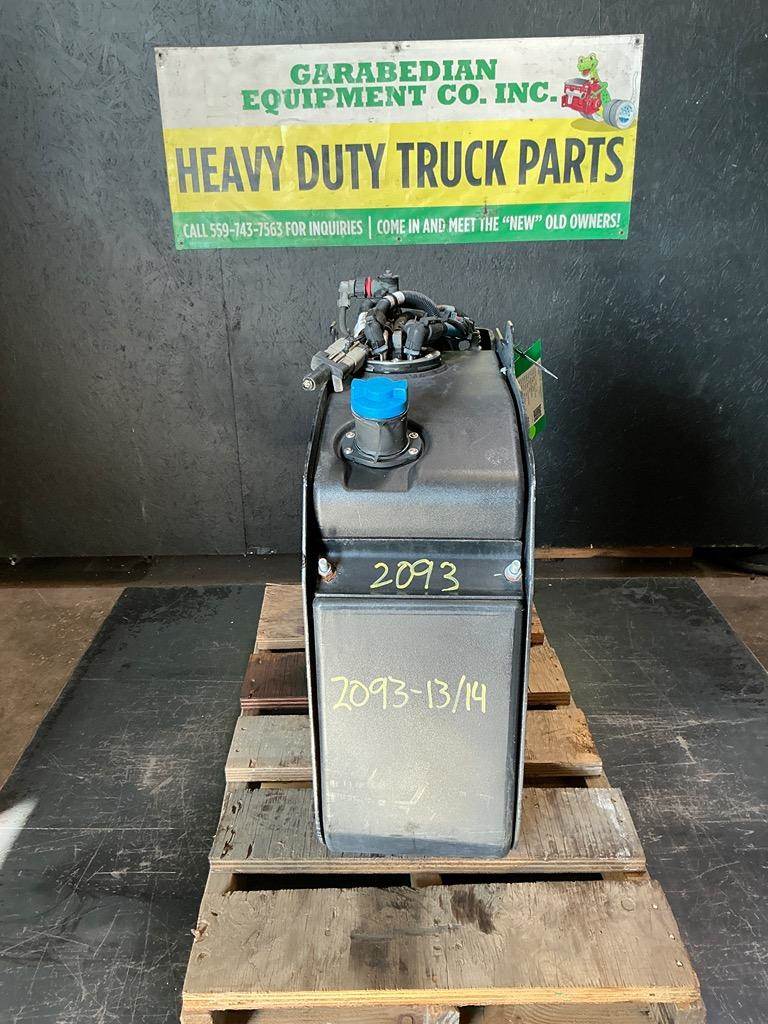 GARABEDIAN
EQUIPMENT CO. INC.
HEAVY DUTY TRUCK PARTS
CALL 559-743-7563 FOR INQUIRIES | COME IN AND MEET THE "NEW" OLD OWNERS!
2093
2093-13/14